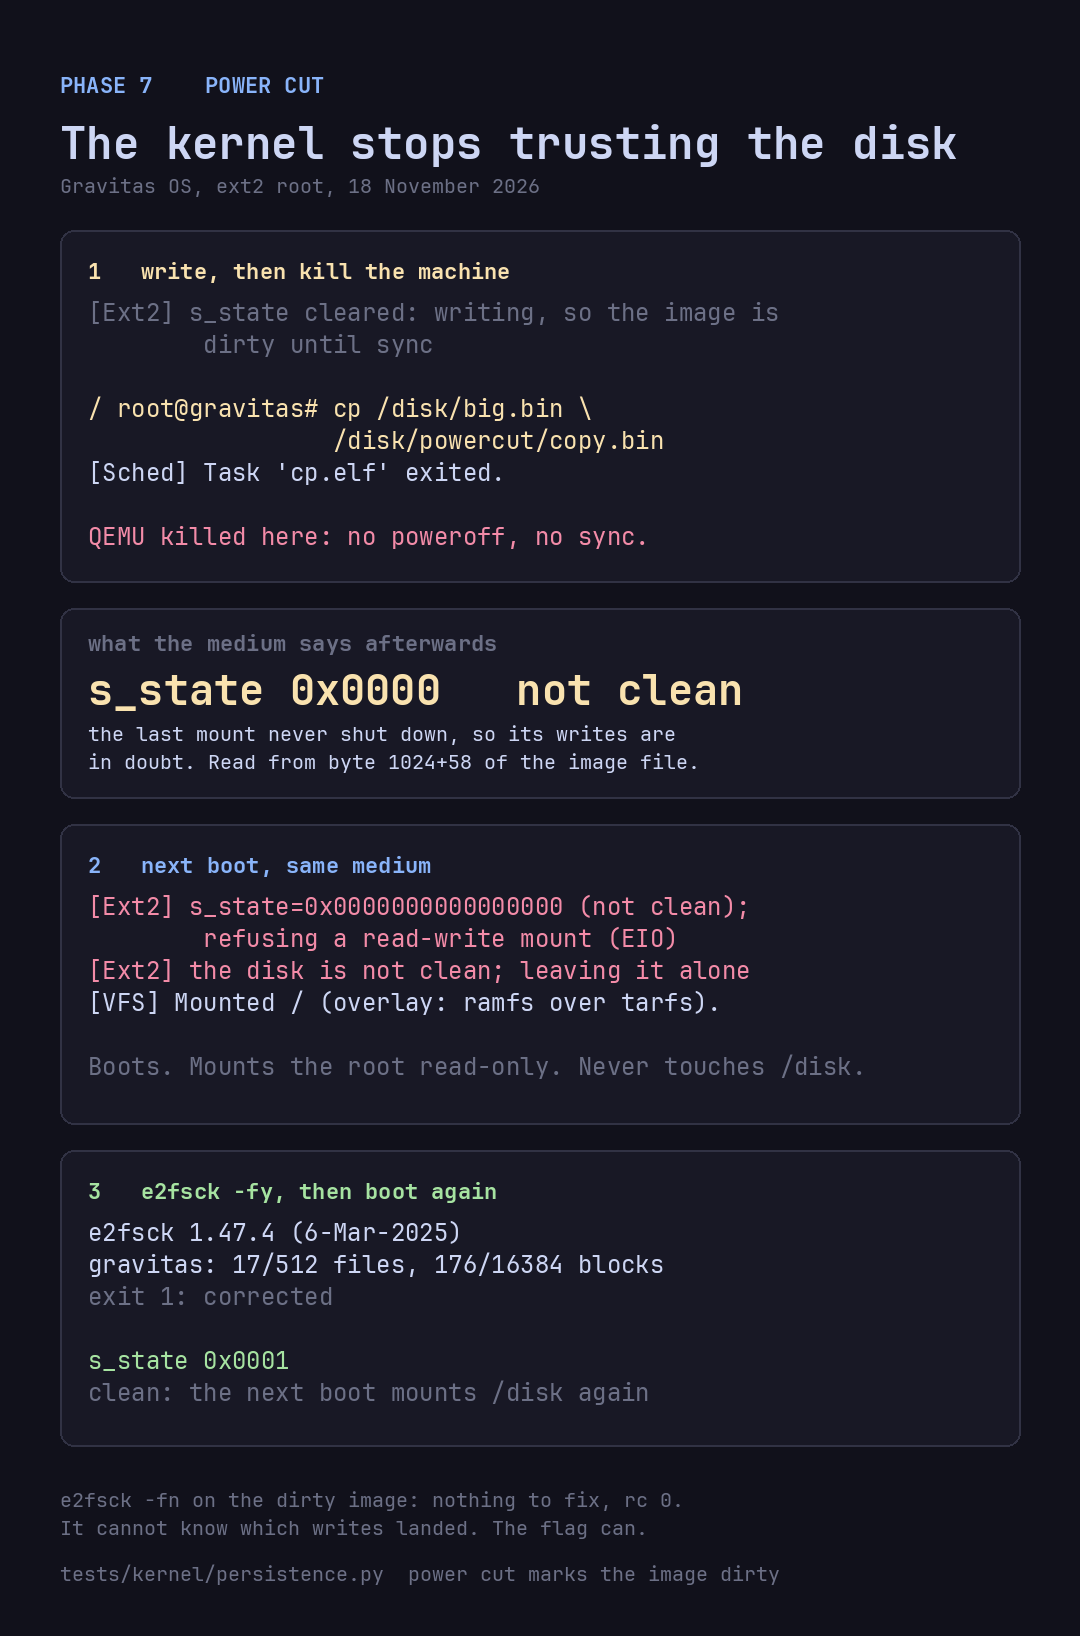 PHASE 7    POWER CUT
The kernel stops trusting the disk
Gravitas OS, ext2 root, 18 November 2026
1   write, then kill the machine
[Ext2] s_state cleared: writing, so the image is
        dirty until sync
/ root@gravitas# cp /disk/big.bin \
                 /disk/powercut/copy.bin
[Sched] Task 'cp.elf' exited.
QEMU killed here: no poweroff, no sync.
what the medium says afterwards
s_state 0x0000   not clean
the last mount never shut down, so its writes are
in doubt. Read from byte 1024+58 of the image file.
2   next boot, same medium
[Ext2] s_state=0x0000000000000000 (not clean);
        refusing a read-write mount (EIO)
[Ext2] the disk is not clean; leaving it alone
[VFS] Mounted / (overlay: ramfs over tarfs).
Boots. Mounts the root read-only. Never touches /disk.
3   e2fsck -fy, then boot again
e2fsck 1.47.4 (6-Mar-2025)
gravitas: 17/512 files, 176/16384 blocks
exit 1: corrected
s_state 0x0001
clean: the next boot mounts /disk again
e2fsck -fn on the dirty image: nothing to fix, rc 0.
It cannot know which writes landed. The flag can.
tests/kernel/persistence.py  power cut marks the image dirty